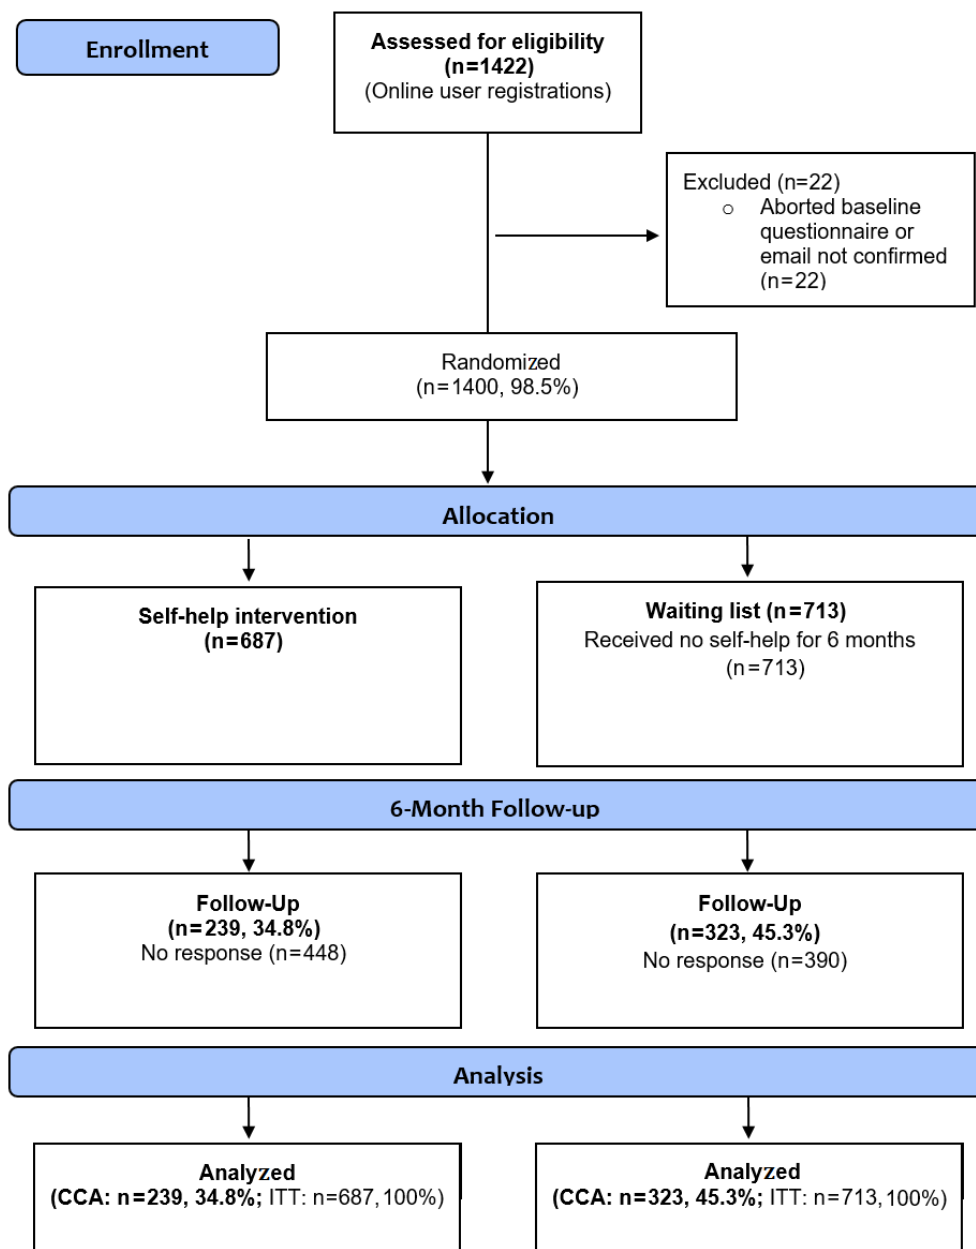 Enrollment
Assessed for eligibility
(n=1422)
(Online user registrations)
Excluded (n=22)
o Aborted baseline
questionnaire or
email not confirmed
(n=22)
Randomized
(n=1400, 98.5%)
Allocation
Self-help intervention
(n=687)
Waiting list (n=713)
Received no self-help for 6 months
(n=713)
6-Month Follow-up
Follow-Up
(n=239, 34.8%)
No response (n=448)
Follow-Up
(n=323, 45.3%)
No response (n=390)
Analysis
Analyzed
(CCA: n=239, 34.8%; ITT: n=687, 100%)
Analyzed
(CCA: n=323, 45.3%; ITT: n=713, 100%)